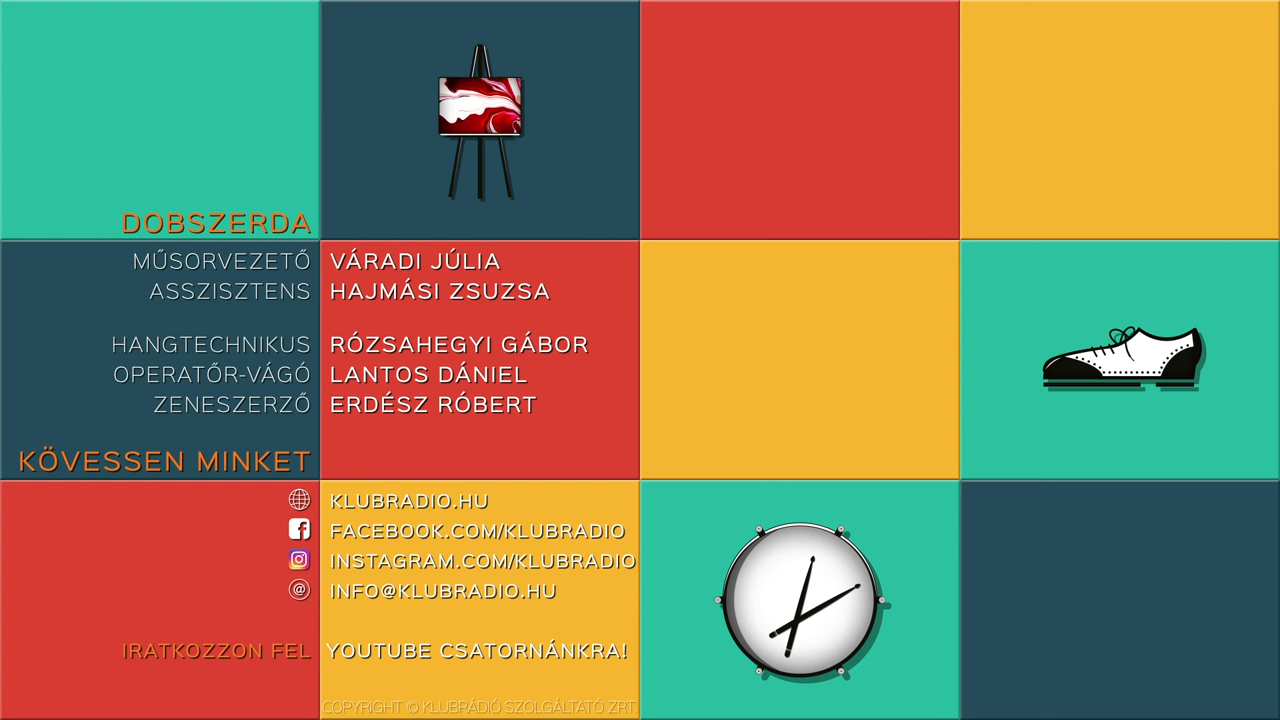 DOBSZERDA
MŰSORVEZETŐ VÁRADI JÚLIA
ASSZISZTENS HAJMÁSI ZSUZSA
HANGTECHNIKUS RÓZSAHEGYI GÁBOR
OPERATŐR-VÁGÓ LANTOS DÁNIEL
ZENESZERZŐ ERDÉSZ RÓBERT
KÖVESSEN MINKET
KLUBRADIO.HU
FACEBOOK.COM/KLUBRADIO
INSTAGRAM.COM/KLUBRADIO
INFO@KLUBRADIO.HU
IRATKOZZON FEL YOUTUBE CSATORNÁNKRA!
COPYRIGHT © KLUBRÁDIÓ SZOLGÁLTATÓ ZRT.